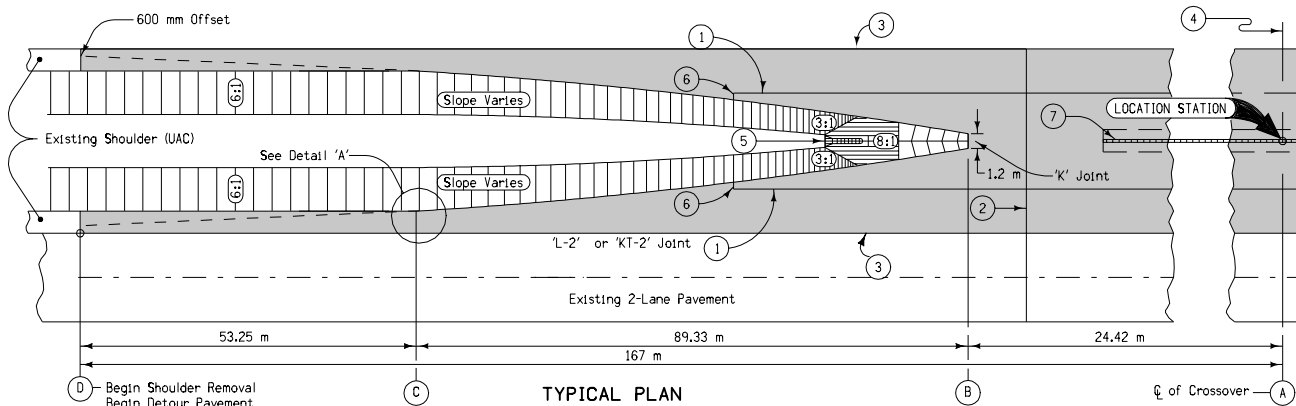 600 mm Offset
4
1
3
6
6:1
Slope Varies
3:1
LOCATION STATION
7
Existing Shoulder (UAC)
5
8:1
See Detail 'A'
3:1
1.2 m
'K' Joint
6:1
Slope Varies
6
2
'L-2' or 'KT-2' Joint
1
3
Existing 2-Lane Pavement
53.25 m
89.33 m
24.42 m
167 m
D
Begin Shoulder Removal
Begin Detour Pavement
C
TYPICAL PLAN
B
℄ of Crossover
A